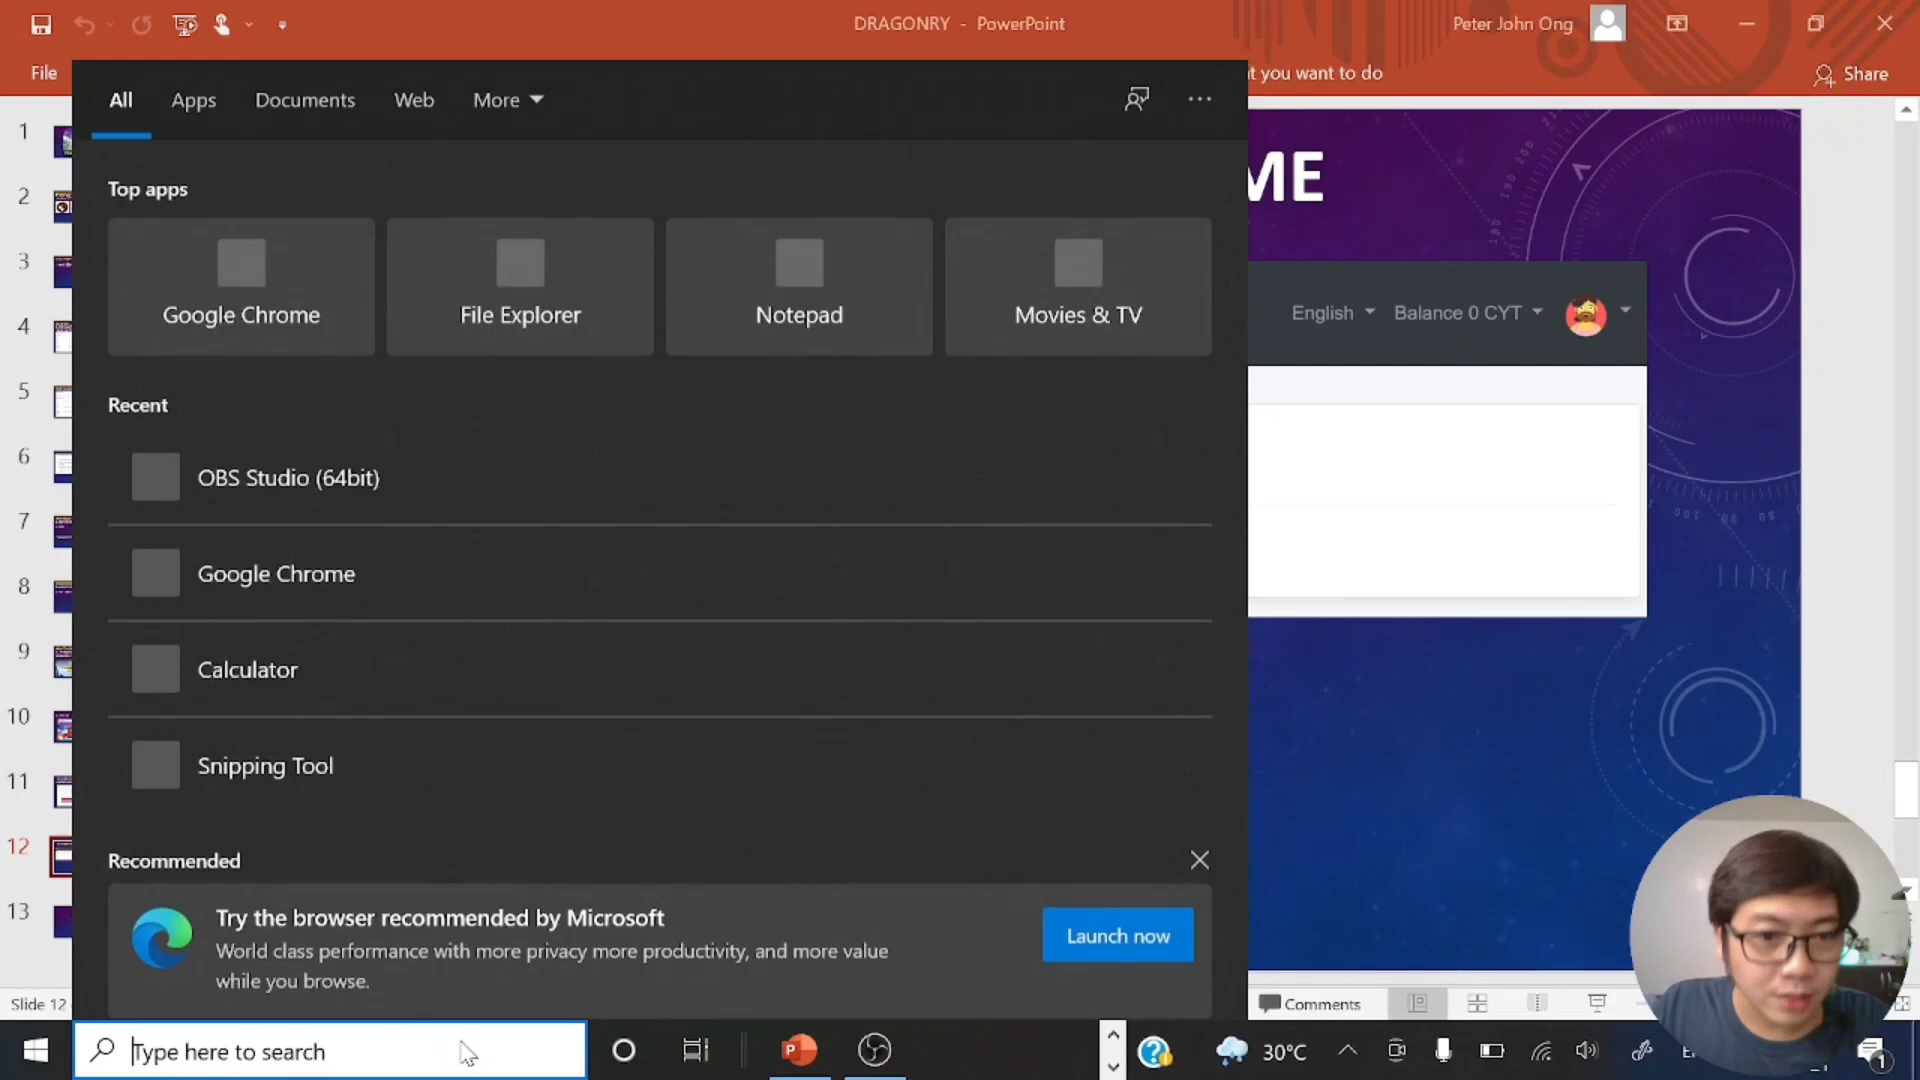 DRAGONRY - PowerPoint
Peter John Ong
File
t you want to do
Share
All
Apps
Documents
Web
More
Top apps
Google Chrome
File Explorer
Notepad
Movies & TV
Recent
OBS Studio (64bit)
Google Chrome
Calculator
Snipping Tool
Recommended
Try the browser recommended by Microsoft
World class performance with more privacy more productivity, and more value
while you browse.
Launch now
1
2
3
4
5
6
7
8
9
10
11
12
13
ME
English
Balance 0 CYT
Slide 12
Comments
Type here to search
30°C
1